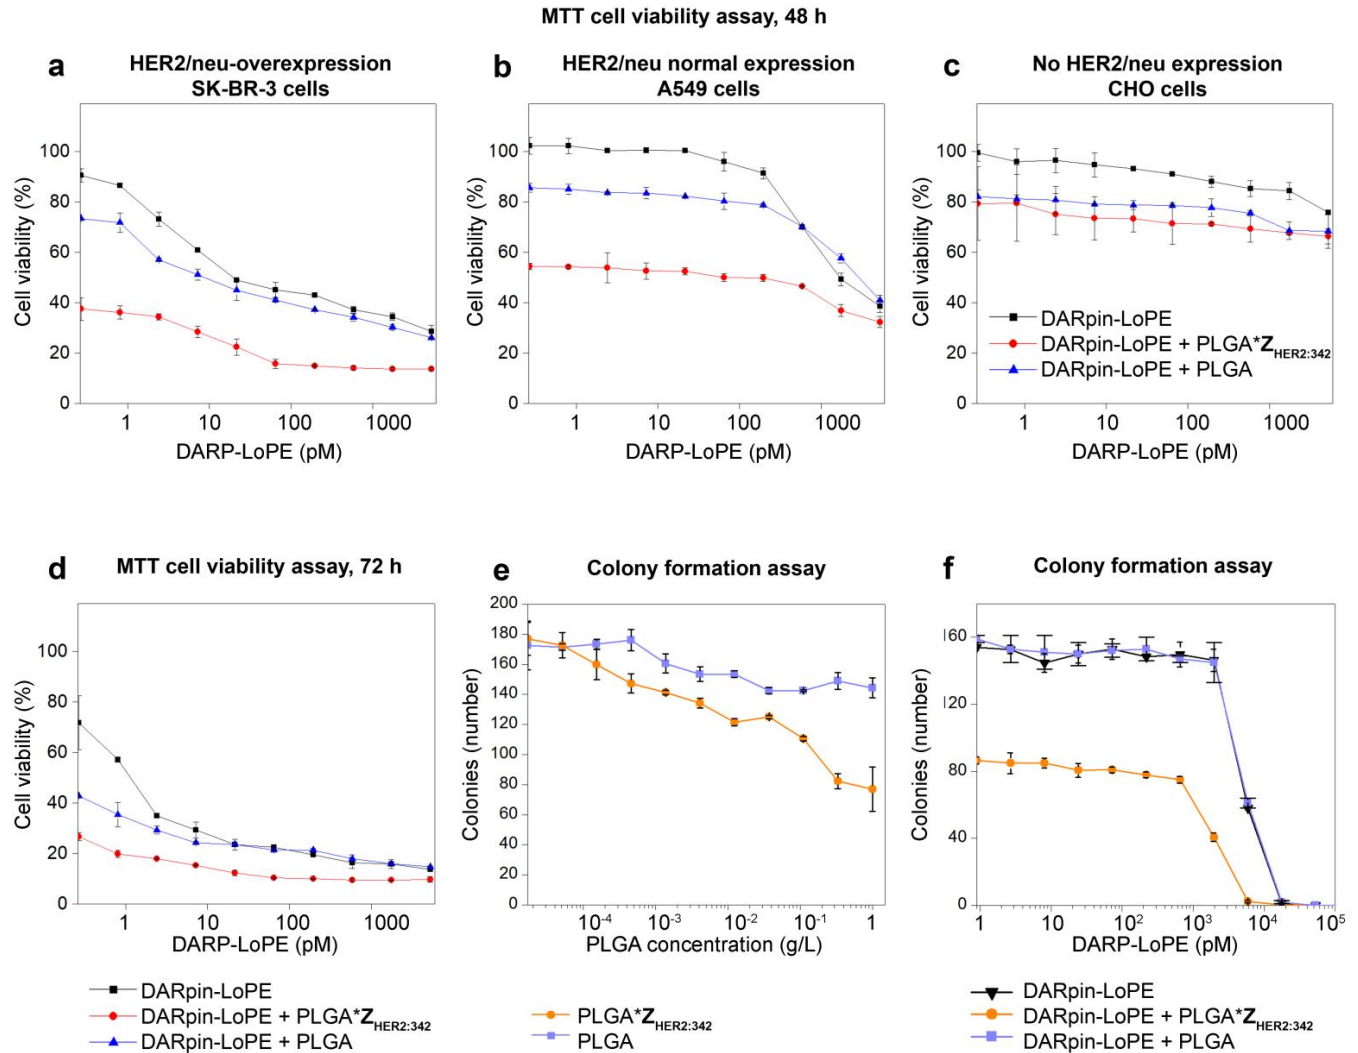 MTT cell viability assay, 48 h
a
HER2/neu-overexpression
SK-BR-3 cells
b
HER2/neu normal expression
A549 cells
c
No HER2/neu expression
CHO cells
Cell viability (%)
100
80
60
40
20
0
1
10
100
1000
DARP-LoPE (pM)
Cell viability (%)
100
80
60
40
20
0
1
10
100
1000
DARP-LoPE (pM)
Cell viability (%)
100
80
60
40
20
0
DARpin-LoPE
DARpin-LoPE + PLGA*Z_HER2:342
DARpin-LoPE + PLGA
1
10
100
1000
DARP-LoPE (pM)
d
MTT cell viability assay, 72 h
Cell viability (%)
100
80
60
40
20
0
1
10
100
1000
DARP-LoPE (pM)
DARpin-LoPE
DARpin-LoPE + PLGA*Z_HER2:342
DARpin-LoPE + PLGA
e
Colony formation assay
Colonies (number)
200
180
160
140
120
100
80
60
40
20
0
10⁻⁴
10⁻³
10⁻²
10⁻¹
1
PLGA concentration (g/L)
PLGA*Z_HER2:342
PLGA
f
Colony formation assay
Colonies (number)
160
120
80
40
0
1
10
10²
10³
10⁴
10⁵
DARP-LoPE (pM)
DARpin-LoPE
DARpin-LoPE + PLGA*Z_HER2:342
DARpin-LoPE + PLGA